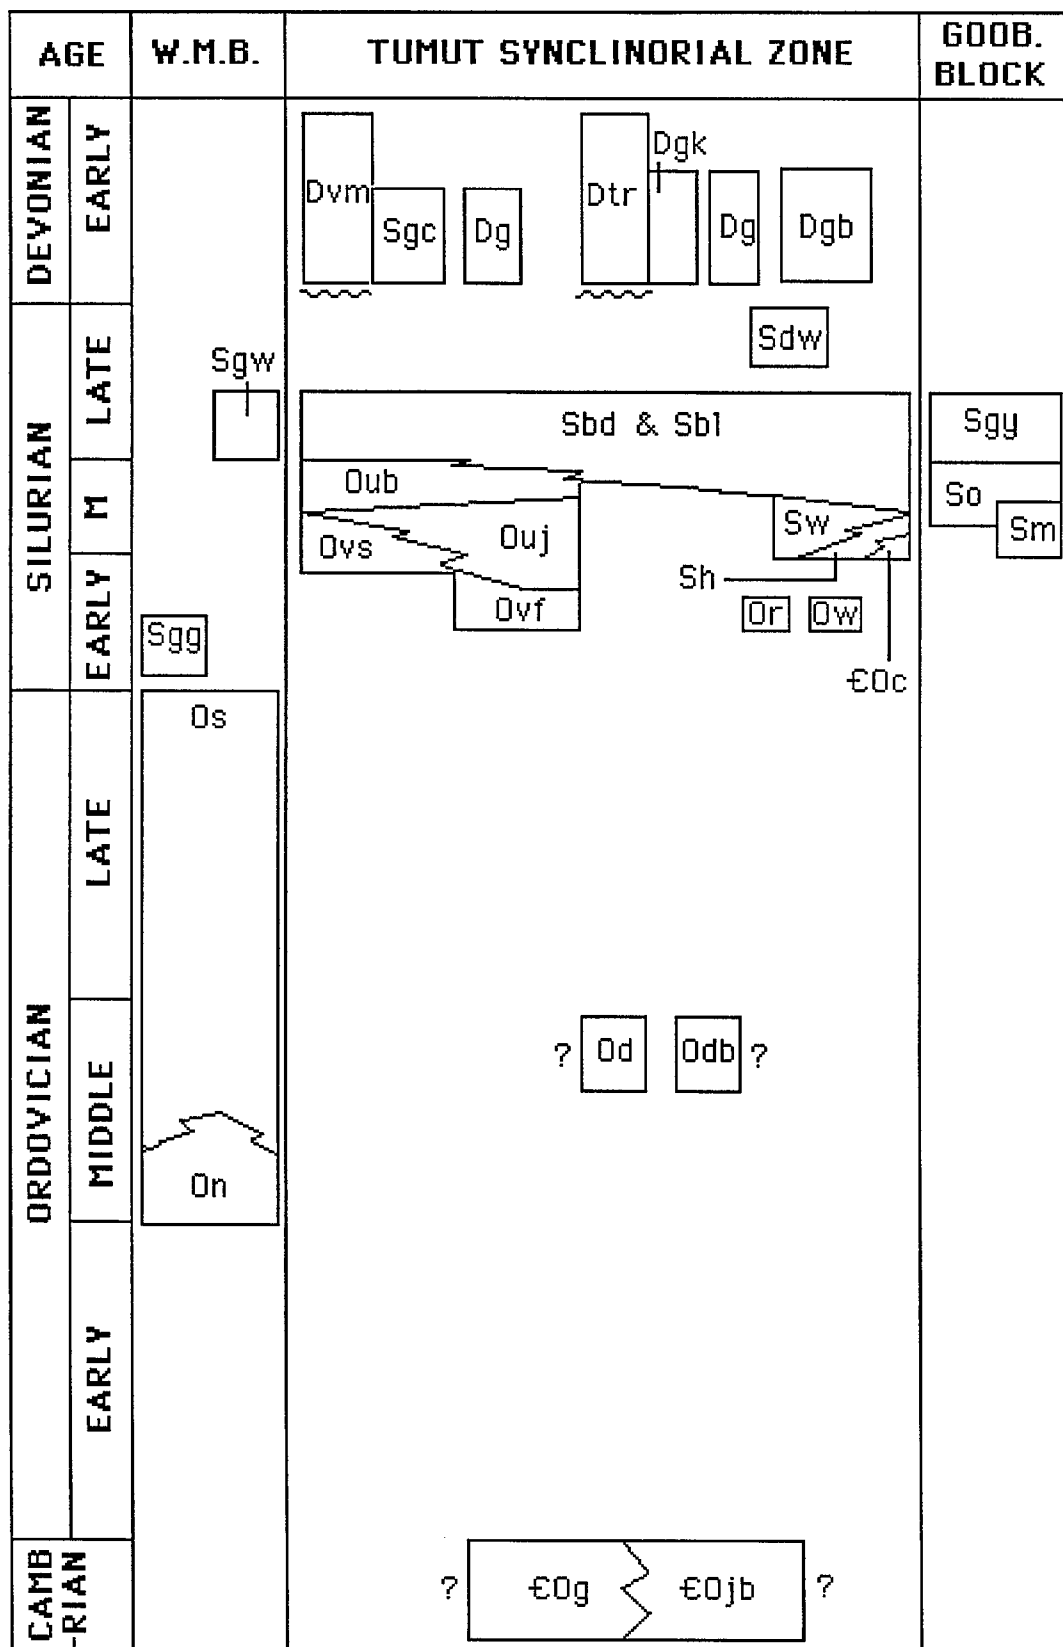 AGE
W.M.B.
TUMUT SYNCLINORIAL ZONE
GOOB.
BLOCK
DEVONIAN
EARLY
Dvm
Sgc
Dg
Dtr
Dgk
Dg
Dgb
SILURIAN
LATE
Sgw
Sdw
Sbd & Sbl
Sgy
M
Oub
Ovs
Ouj
Sw
So
Sm
EARLY
Sgg
Ovf
Sh
Or
Ow
€Oc
ORDOVICIAN
LATE
Os
MIDDLE
? Od
Odb ?
On
EARLY
CAMB
-RIAN
? €Og
€Ojb ?